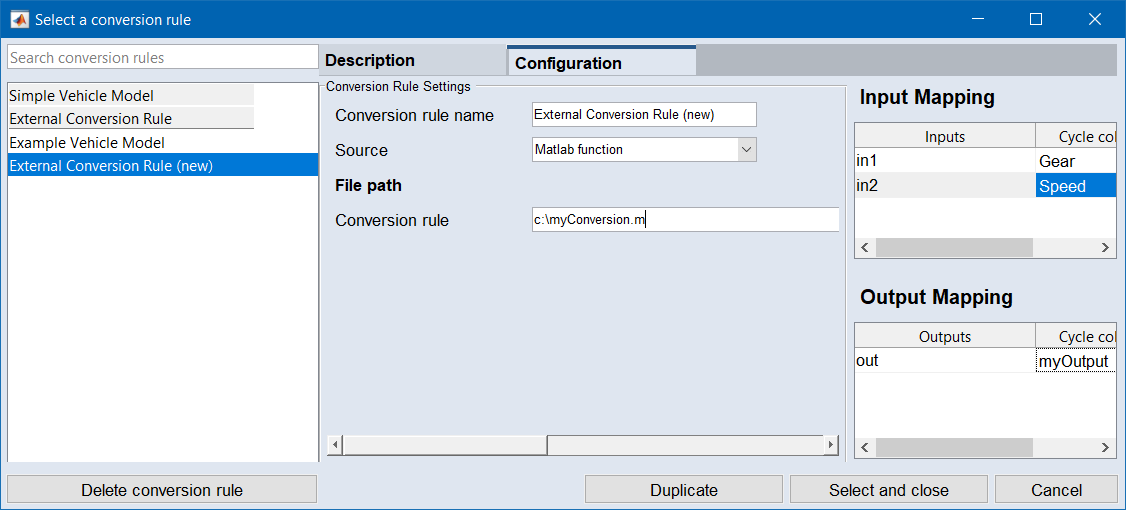 Select a conversion rule
Search conversion rules
Simple Vehicle Model
External Conversion Rule
Example Vehicle Model
External Conversion Rule (new)
Delete conversion rule
Description
Configuration
Conversion Rule Settings
Conversion rule name
External Conversion Rule (new)
Source
Matlab function
File path
Conversion rule
c:\myConversion.m
Input Mapping
Inputs
Cycle col
in1
Gear
in2
Speed
Output Mapping
Outputs
Cycle col
out
myOutput
Duplicate
Select and close
Cancel